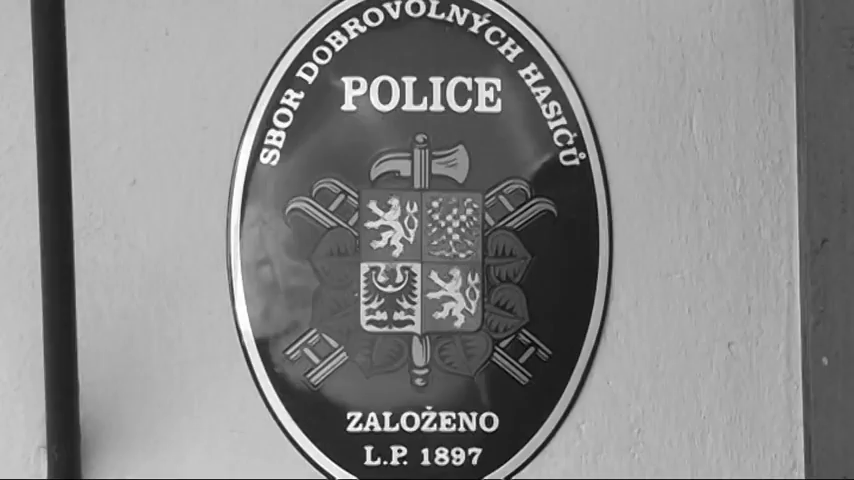 SBOR DOBROVOLNÝCH HASIČŮ
POLICE
ZALOŽENO
L.P. 1897